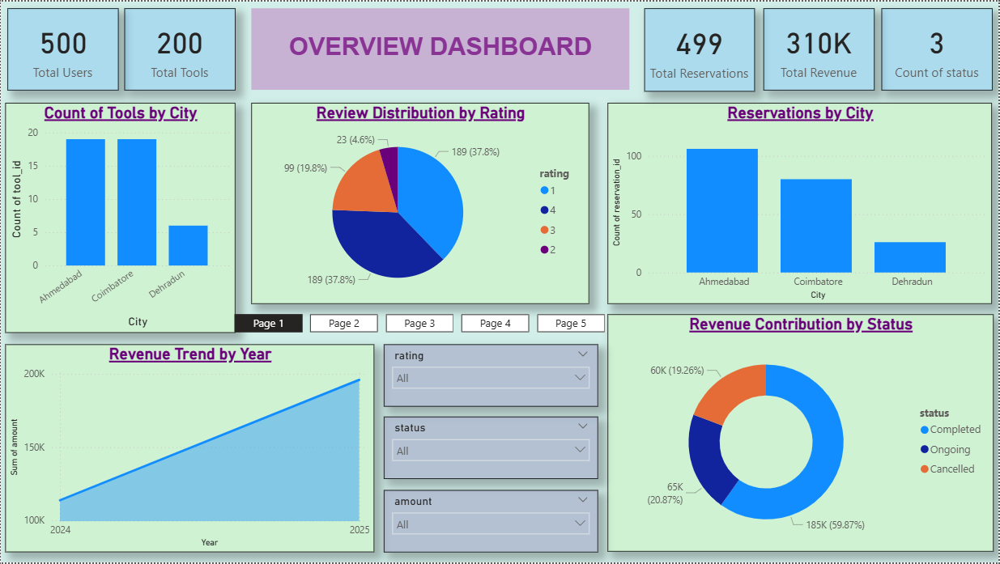 500
Total Users
200
Total Tools
OVERVIEW DASHBOARD
499
Total Reservations
310K
Total Revenue
3
Count of status
Count of Tools by City
20
15
10
5
0
Count of tool_id
Ahmedabad
Coimbatore
Dehradun
City
Review Distribution by Rating
23 (4.6%)
189 (37.8%)
99 (19.8%)
189 (37.8%)
rating
1
4
3
2
Reservations by City
100
50
0
Count of reservation_id
Ahmedabad
Coimbatore
Dehradun
City
Page 1
Page 2
Page 3
Page 4
Page 5
Revenue Trend by Year
200K
150K
100K
Sum of amount
2024
2025
Year
rating
All
status
All
amount
All
Revenue Contribution by Status
60K (19.26%)
65K
(20.87%)
185K (59.87%)
status
Completed
Ongoing
Cancelled